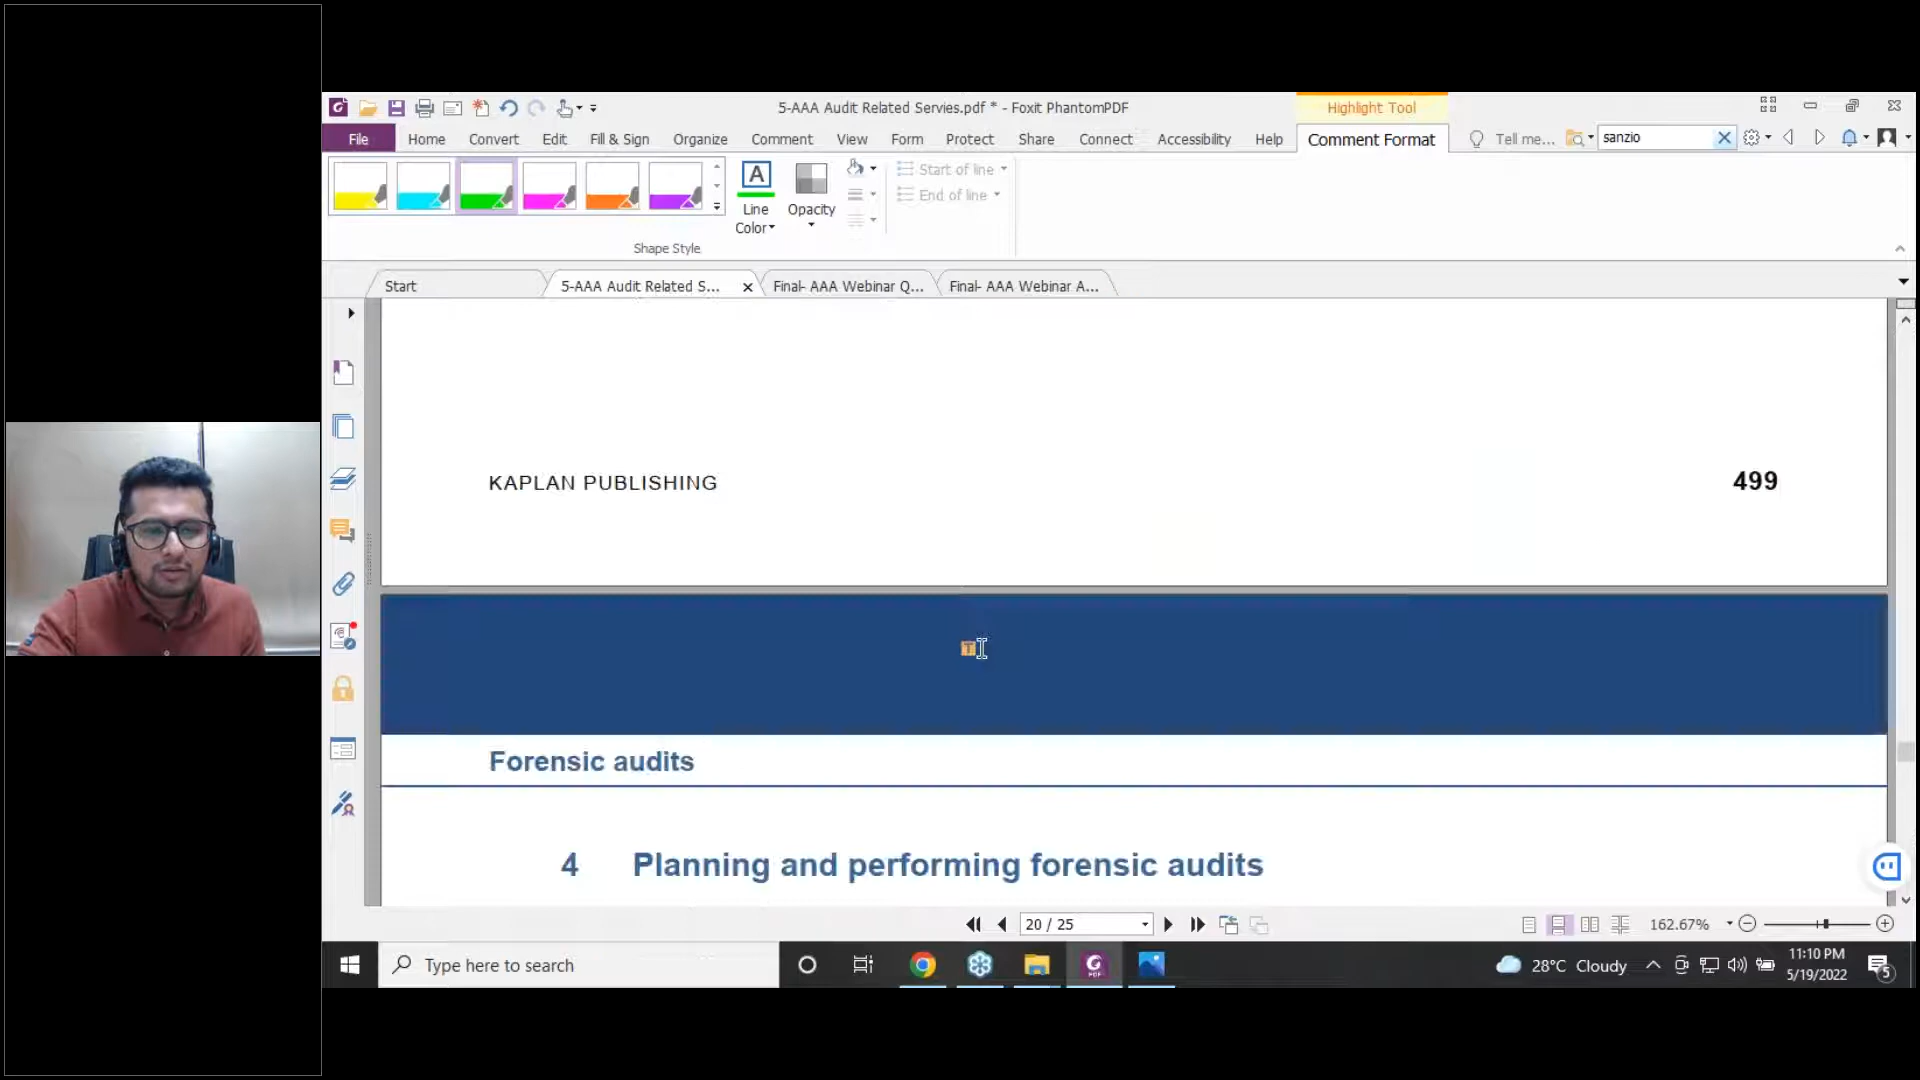 5-AAA Audit Related Servies.pdf * - Foxit PhantomPDF
Highlight Tool
File Home Convert Edit Fill & Sign Organize Comment View Form Protect Share Connect Accessibility Help Comment Format Tell me... sanzio
Start of line
End of line
Line Color
Opacity
Shape Style
Start 5-AAA Audit Related S... Final- AAA Webinar Q... Final- AAA Webinar A...
KAPLAN PUBLISHING 499
Forensic audits
4 Planning and performing forensic audits
20 / 25 162.67%
Type here to search 28°C Cloudy 11:10 PM
5/19/2022 5